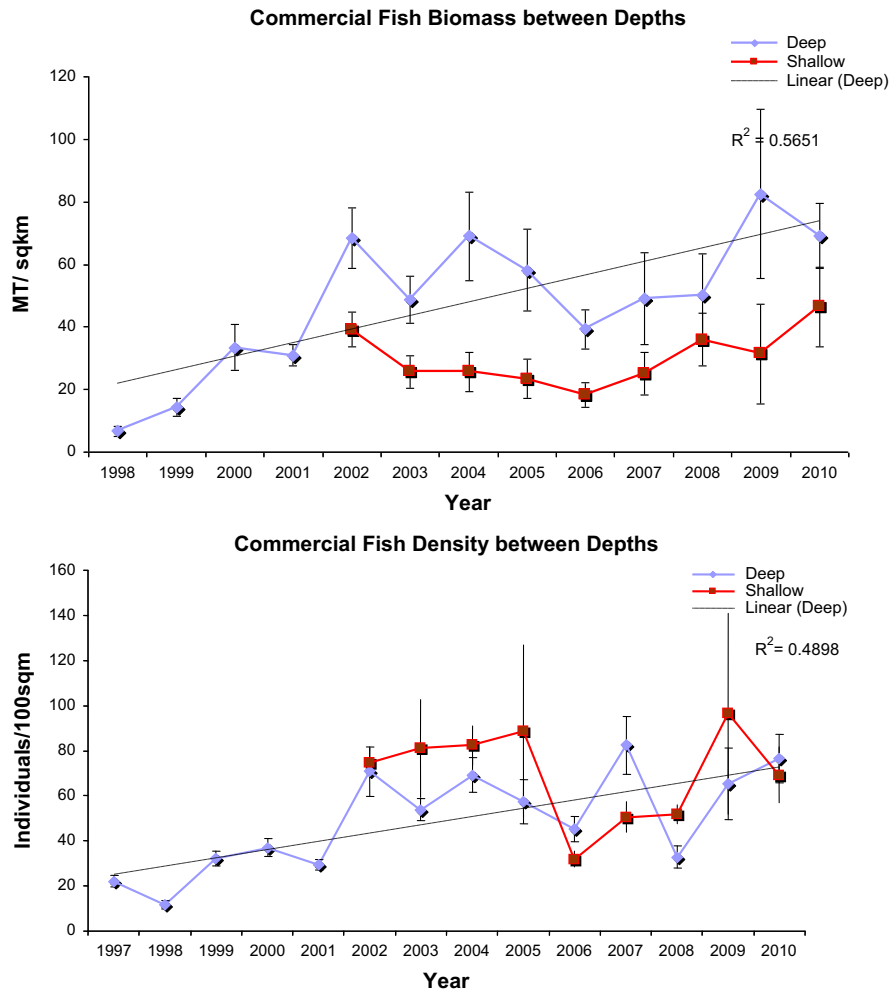 Commercial Fish Biomass between Depths
Deep
Shallow
Linear (Deep)
R² = 0.5651
MT/ sqkm
120
100
80
60
40
20
0
1998 1999 2000 2001 2002 2003 2004 2005 2006 2007 2008 2009 2010
Year
Commercial Fish Density between Depths
Deep
Shallow
Linear (Deep)
R²= 0.4898
Individuals/100sqm
160
140
120
100
80
60
40
20
0
1997 1998 1999 2000 2001 2002 2003 2004 2005 2006 2007 2008 2009 2010
Year